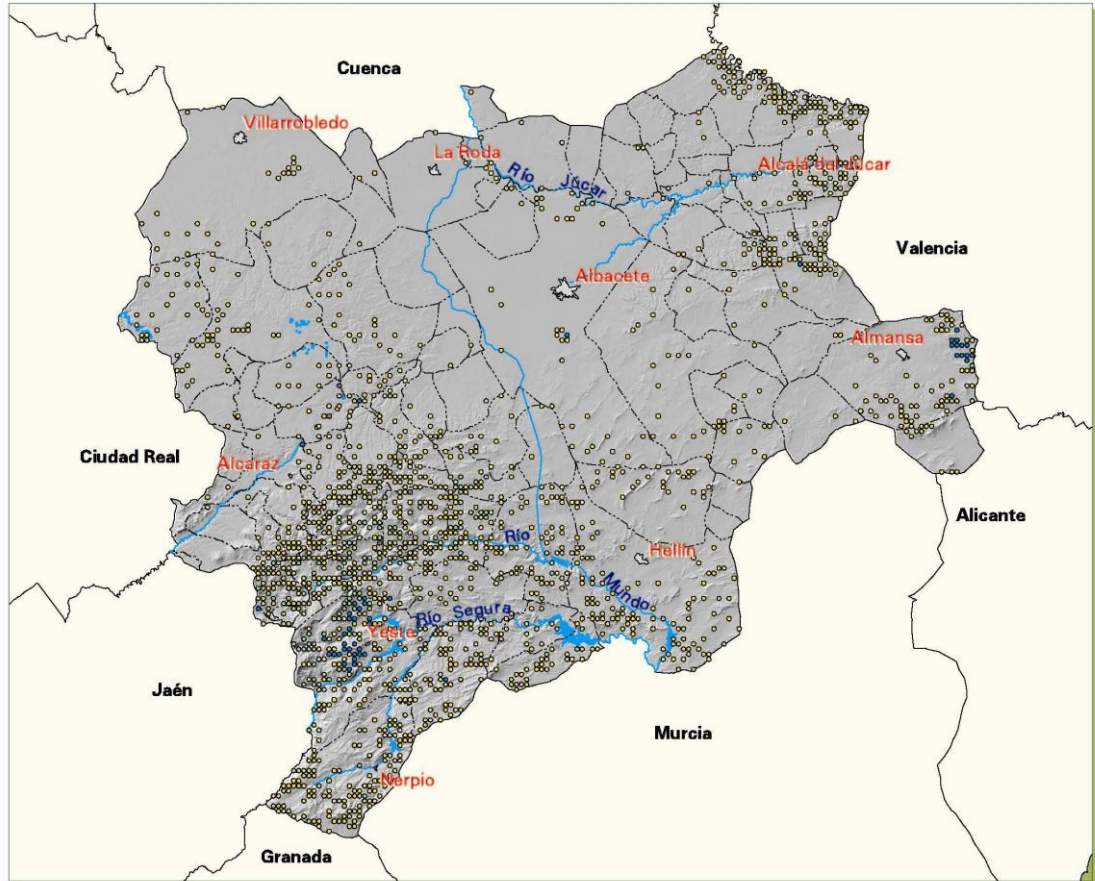 Cuenca
Villarrobledo
La Roda
Alcalá del Júcar
Río Júcar
Valencia
Albacete
Almansa
Ciudad Real
Alcaraz
Alicante
Río
Hellín
Mundo
Río Segura
Yeste
Jaén
Murcia
Nerpio
Granada